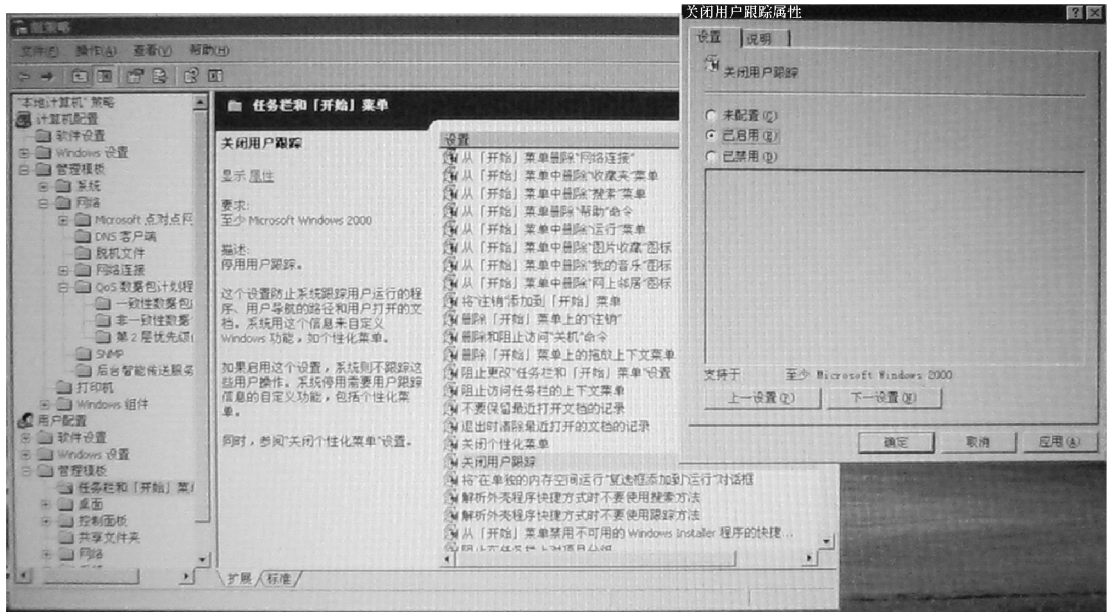 组策略
文件(F) 操作(A) 查看(V) 帮助(H)
"本地计算机" 策略
计算机配置
软件设置
Windows 设置
管理模板
系统
网络
Microsoft 点对点网
DNS 客户端
脱机文件
网络连接
QoS 数据包计划程
一致性数据包
非一致性数据
第 2 层优先级
SNMP
后台智能传送服务
打印机
Windows 组件
用户配置
软件设置
Windows 设置
管理模板
任务栏和「开始」菜
桌面
控制面板
共享文件夹
网络
任务栏和「开始」菜单
关闭用户跟踪
显示 属性
要求:
至少 Microsoft Windows 2000
描述:
停用用户跟踪。
这个设置防止系统跟踪用户运行的程
序、用户导航的路径和用户打开的文
档。系统用这个信息来自定义
Windows 功能，如个性化菜单。
如果启用这个设置，系统则不跟踪这
些用户操作。系统停用需要用户跟踪
信息的自定义功能，包括个性化菜
单。
同时，参阅"关闭个性化菜单"设置。
设置
从「开始」菜单删除"网络连接"
从「开始」菜单中删除"收藏夹"菜单
从「开始」菜单中删除"搜索"菜单
从「开始」菜单删除"帮助"命令
从「开始」菜单中删除"运行"菜单
从「开始」菜单中删除"图片收藏"图标
从「开始」菜单中删除"我的音乐"图标
从「开始」菜单中删除"网上邻居"图标
将"注销"添加到「开始」菜单
删除「开始」菜单上的"注销"
删除和阻止访问"关机"命令
删除「开始」菜单上的拖放上下文菜单
阻止更改"任务栏和「开始」菜单"设置
阻止访问任务栏的上下文菜单
不要保留最近打开文档的记录
退出时清除最近打开的文档的记录
关闭个性化菜单
关闭用户跟踪
将"在单独的内存空间运行"复选框添加到"运行"对话框
解析外壳程序快捷方式时不要使用搜索方法
解析外壳程序快捷方式时不要使用跟踪方法
从「开始」菜单禁用不可用的 Windows Installer 程序的快捷...
阻止在任务栏上对项目分组
扩展 标准
关闭用户跟踪属性
设置 说明
关闭用户跟踪
未配置(C)
已启用(E)
已禁用(D)
支持于 至少 Microsoft Windows 2000
上一设置(P) 下一设置(N)
确定 取消 应用(A)